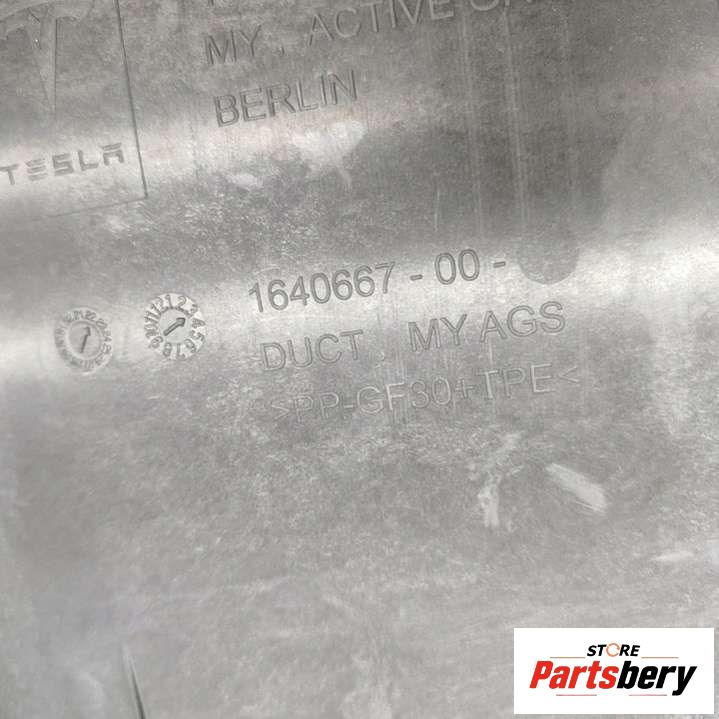 MY , ACTIVE
BERLIN
TESLA
1640667 - 00 -
DUCT , MY AGS
>PP-GF30+TPE<
STORE
Partsbery